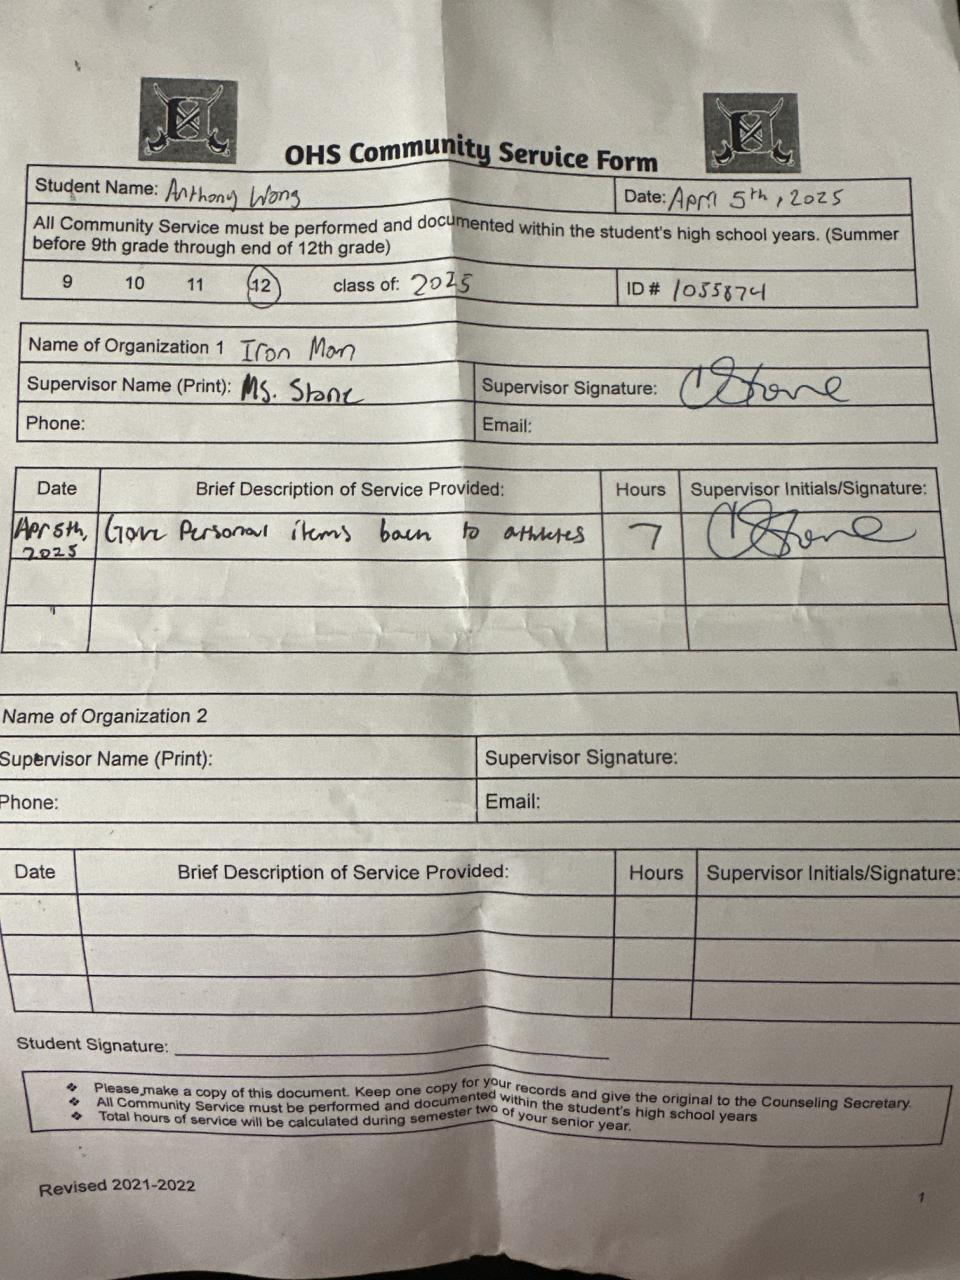 OHS Community Service Form
Student Name: Anthony Wong
Date: April 5th, 2025
All Community Service must be performed and documented within the student's high school years. (Summer
before 9th grade through end of 12th grade)
9 10 11 12 class of: 2025
ID # 1055874
Name of Organization 1 Iron Man
Supervisor Name (Print): Ms. Stone
Supervisor Signature: C Stone
Phone:
Email:
Date Brief Description of Service Provided: Hours Supervisor Initials/Signature:
Apr 5th, 2025 Gave Personal items back to athletes 7 C Stone
Name of Organization 2
Supervisor Name (Print):
Supervisor Signature:
Phone:
Email:
Date Brief Description of Service Provided: Hours Supervisor Initials/Signature:
Student Signature:
❖ Please make a copy of this document. Keep one copy for your records and give the original to the Counseling Secretary.
❖ All Community Service must be performed and documented within the student's high school years
❖ Total hours of service will be calculated during semester two of your senior year.
Revised 2021-2022
1